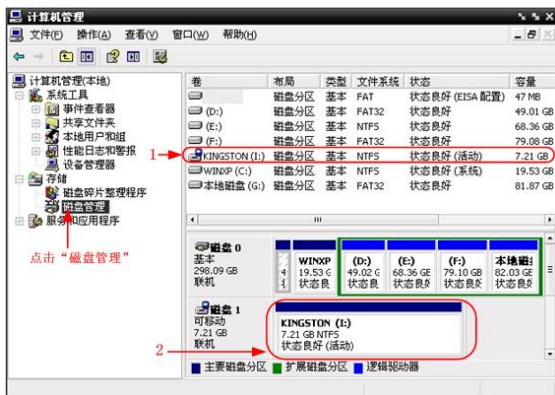 计算机管理
文件(F) 操作(A) 查看(V) 窗口(W) 帮助(H)
计算机管理(本地)
系统工具
事件查看器
共享文件夹
本地用户和组
性能日志和警报
设备管理器
存储
磁盘碎片整理程序
磁盘管理
服务和应用程序
点击“磁盘管理”
卷 布局 类型 文件系统 状态 容量
磁盘分区 基本 FAT 状态良好 (EISA 配置) 47 MB
(D:) 磁盘分区 基本 FAT32 状态良好 49.01 GB
(E:) 磁盘分区 基本 NTFS 状态良好 68.36 GB
(F:) 磁盘分区 基本 FAT32 状态良好 79.08 GB
1 KINGSTON (I:) 磁盘分区 基本 NTFS 状态良好 (活动) 7.21 GB
WINXP (C:) 磁盘分区 基本 NTFS 状态良好 (系统) 19.53 GB
本地磁盘 (G:) 磁盘分区 基本 FAT32 状态良好 81.87 GB
磁盘 0
基本
298.09 GB
联机
4
WINXP
19.53 G
状态良
(D:)
49.02 G
状态良
(E:)
68.36 GE
状态良好
(F:)
79.10 GB
状态良好
本地磁
82.03 GE
状态良好
磁盘 1
可移动
7.21 GB
联机
2
KINGSTON (I:)
7.21 GB NTFS
状态良好 (活动)
主要磁盘分区 扩展磁盘分区 逻辑驱动器